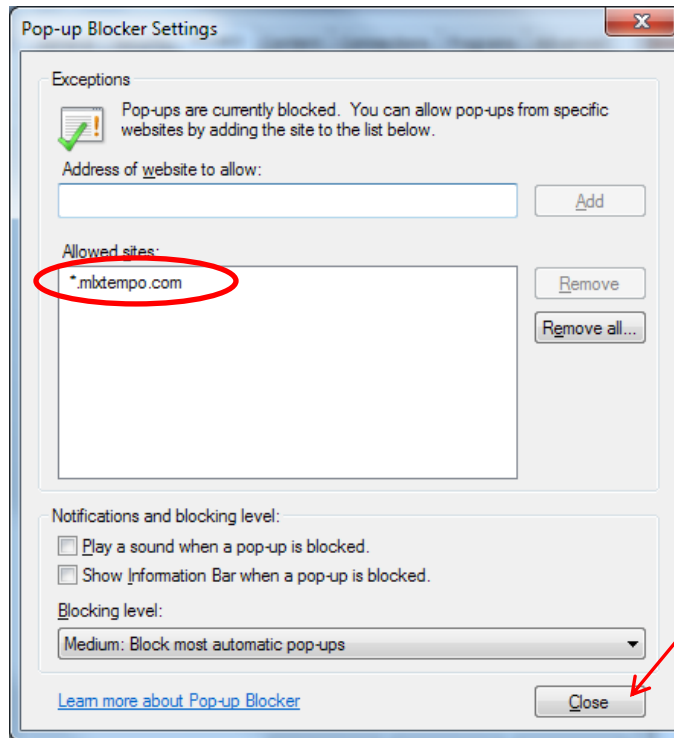 Pop-up Blocker Settings
Exceptions
Pop-ups are currently blocked. You can allow pop-ups from specific
websites by adding the site to the list below.
Address of website to allow:
Add
Allowed sites:
*.mlxtempo.com
Remove
Remove all...
Notifications and blocking level:
Play a sound when a pop-up is blocked.
Show Information Bar when a pop-up is blocked.
Blocking level:
Medium: Block most automatic pop-ups
Learn more about Pop-up Blocker
Close